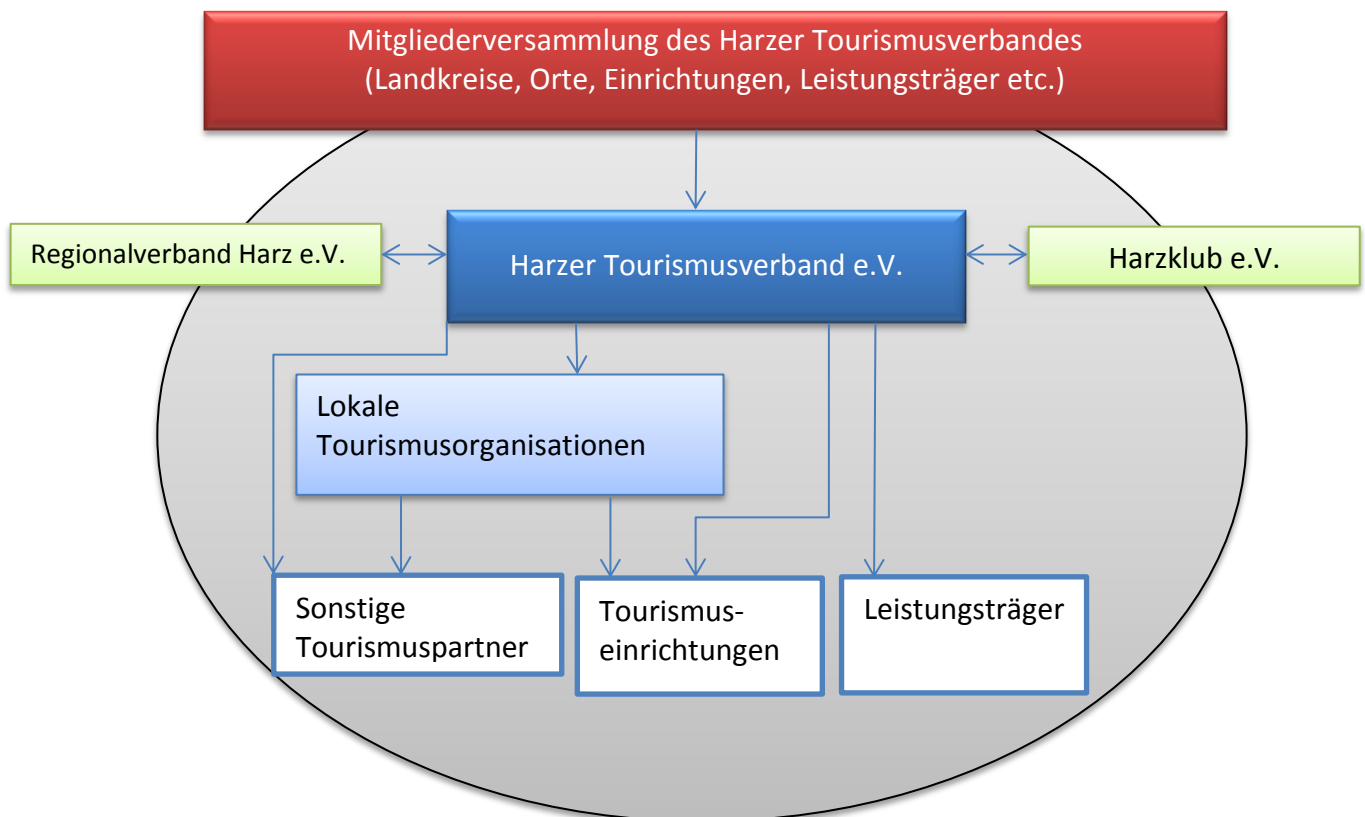 Mitgliederversammlung des Harzer Tourismusverbandes
(Landkreise, Orte, Einrichtungen, Leistungsträger etc.)
Regionalverband Harz e.V.
Harzer Tourismusverband e.V.
Harzklub e.V.
Lokale
Tourismusorganisationen
Sonstige
Tourismuspartner
Tourismus-
einrichtungen
Leistungsträger